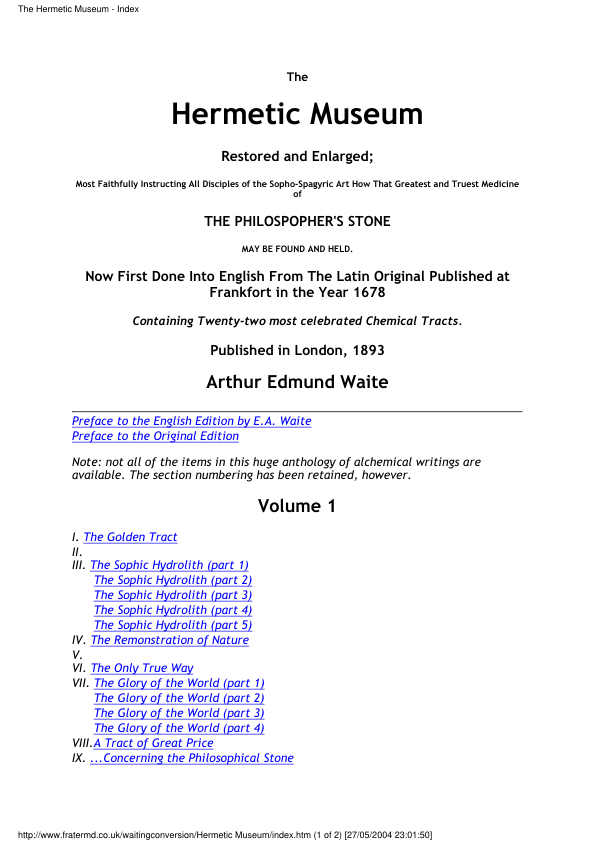 The Hermetic Museum - Index
The
Hermetic Museum
Restored and Enlarged;
Most Faithfully Instructing All Disciples of the Sopho-Spagyric Art How That Greatest and Truest Medicine
of
THE PHILOSPOPHER'S STONE
MAY BE FOUND AND HELD.
Now First Done Into English From The Latin Original Published at
Frankfort in the Year 1678
Containing Twenty-two most celebrated Chemical Tracts.
Published in London, 1893
Arthur Edmund Waite
Preface to the English Edition by E.A. Waite
Preface to the Original Edition
Note: not all of the items in this huge anthology of alchemical writings are
available. The section numbering has been retained, however.
Volume 1
I. The Golden Tract
II.
III. The Sophic Hydrolith (part 1)
The Sophic Hydrolith (part 2)
The Sophic Hydrolith (part 3)
The Sophic Hydrolith (part 4)
The Sophic Hydrolith (part 5)
IV. The Remonstration of Nature
V.
VI. The Only True Way
VII. The Glory of the World (part 1)
The Glory of the World (part 2)
The Glory of the World (part 3)
The Glory of the World (part 4)
VIII.A Tract of Great Price
IX. ...Concerning the Philosophical Stone
http://www.fratermd.co.uk/waitingconversion/Hermetic Museum/index.htm (1 of 2) [27/05/2004 23:01:50]